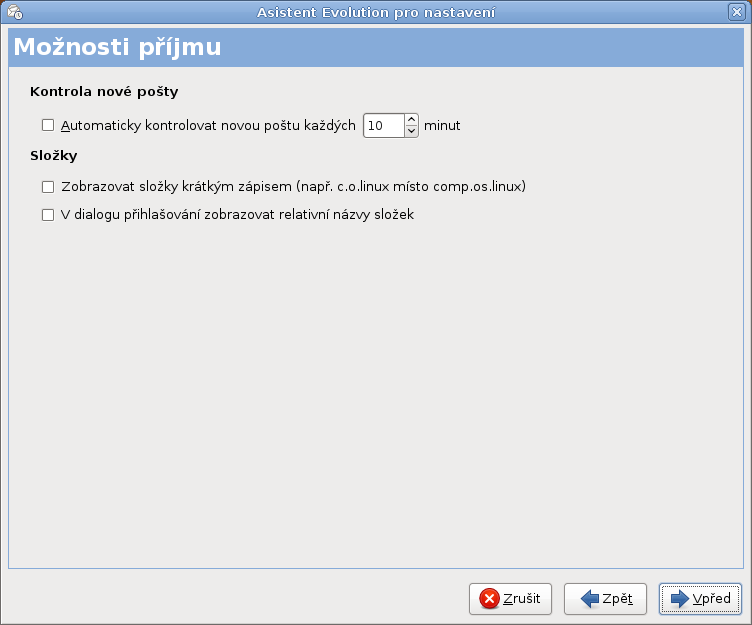 Asistent Evolution pro nastavení
Možnosti příjmu
Kontrola nové pošty
Automaticky kontrolovat novou poštu každých 10 minut
Složky
Zobrazovat složky krátkým zápisem (např. c.o.linux místo comp.os.linux)
V dialogu přihlašování zobrazovat relativní názvy složek
Zrušit Zpět Vpřed